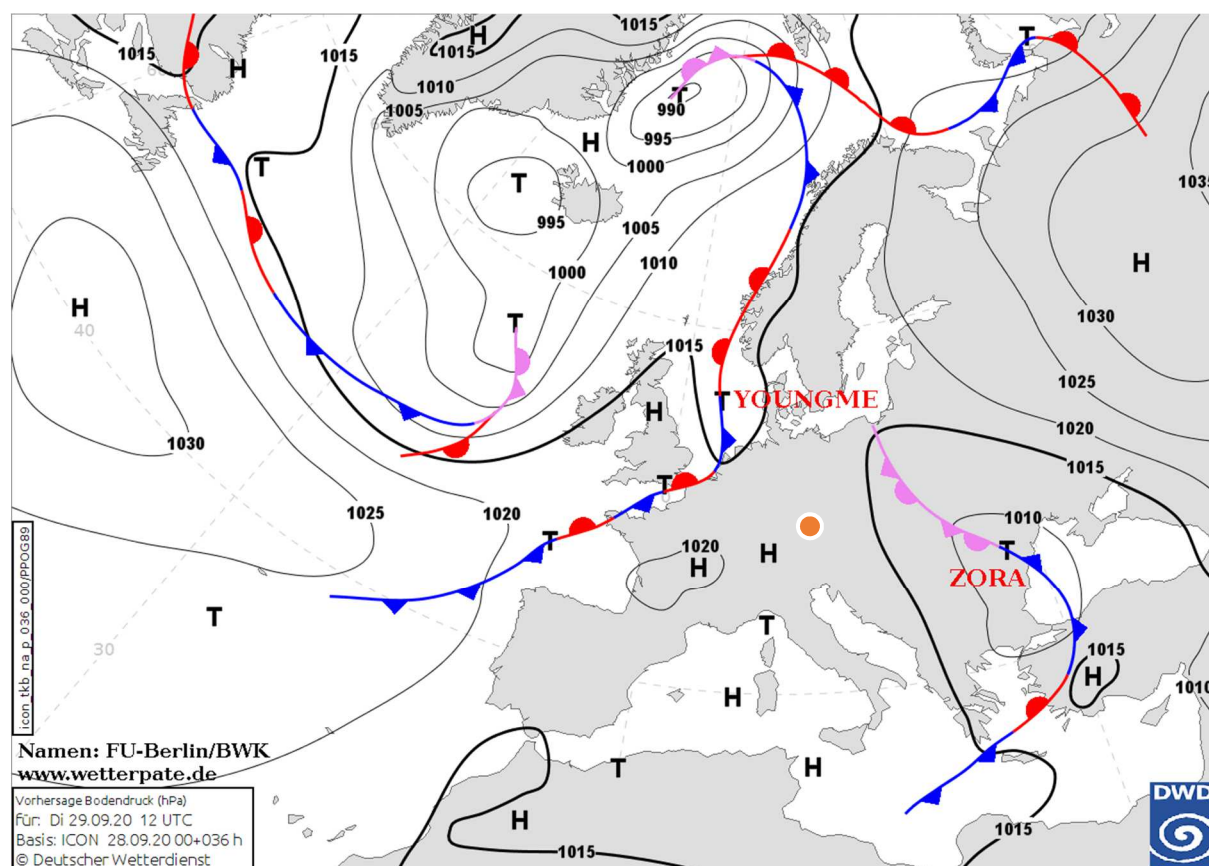 1015
H
1015
H
1015
1010
1005
T
990
995
1000
H
T
995
T
1035
H
1030
1025
1020
1005
1010
1000
T
H
40
1030
1015
T
YOUNGME
H
1015
T
1025
1020
T
1010
T
ZORA
1020
H
H
T
30
T
H
1015
H
1010
T
H
H
1015
icon_tkb_na_p_036_000/PPOG89
Namen: FU-Berlin/BWK
www.wetterpate.de
Vorhersage Bodendruck (hPa)
für: Di 29.09.20 12 UTC
Basis: ICON 28.09.20 00+036 h
© Deutscher Wetterdienst
DWD